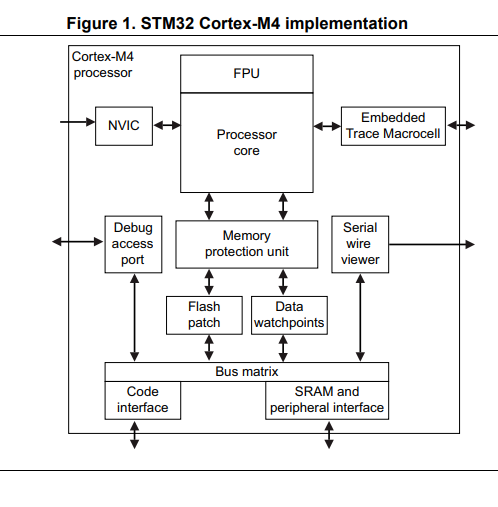 Figure 1. STM32 Cortex-M4 implementation
Cortex-M4
processor
FPU
NVIC
Processor
core
Embedded
Trace Macrocell
Debug
access
port
Memory
protection unit
Serial
wire
viewer
Flash
patch
Data
watchpoints
Bus matrix
Code
interface
SRAM and
peripheral interface